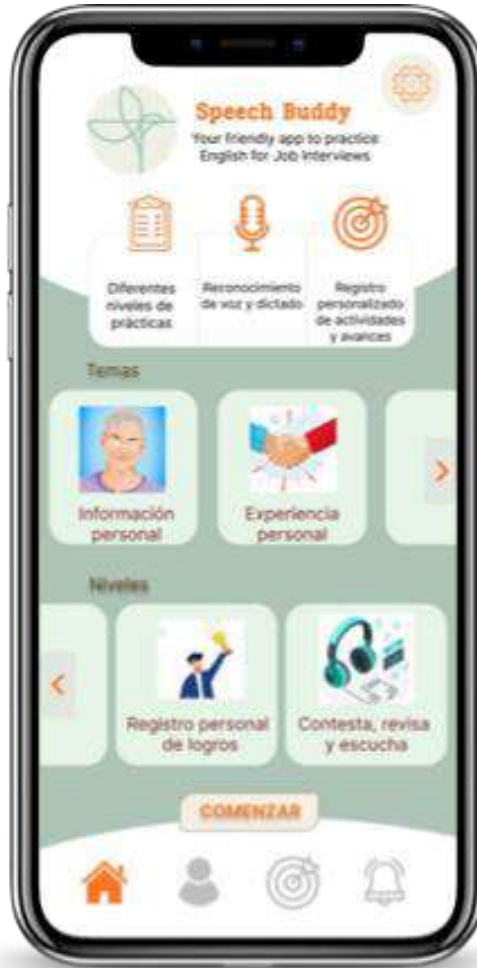 Speech Buddy
Your friendly app to practice
English for Job Interviews
Diferentes
niveles de
prácticas
Reconocimiento
de voz y dictado
Registro
personalizado
de actividades
y avances
Temas
Información
personal
Experiencia
personal
Niveles
Registro personal
de logros
Contesta, revisa
y escucha
COMENZAR